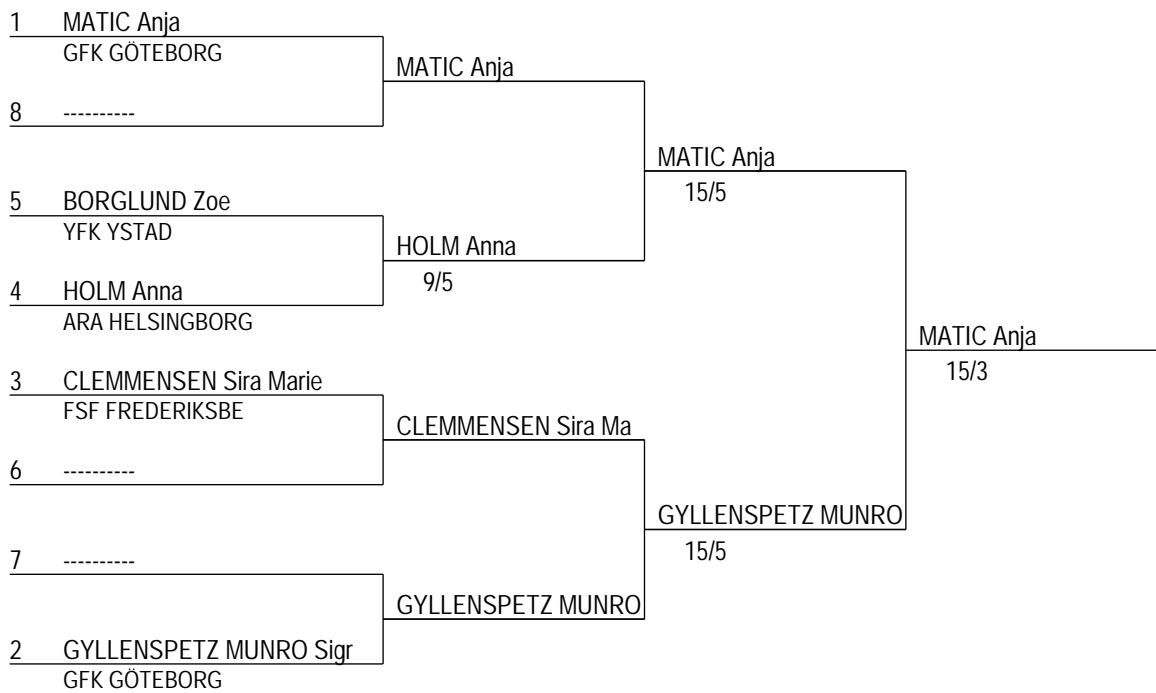 1 MATIC Anja
GFK GÖTEBORG
MATIC Anja
8 ----------
MATIC Anja
15/5
5 BORGLUND Zoe
YFK YSTAD
HOLM Anna
9/5
4 HOLM Anna
ARA HELSINGBORG
MATIC Anja
15/3
3 CLEMMENSEN Sira Marie
FSF FREDERIKSBE
CLEMMENSEN Sira Ma
6 ----------
GYLLENSPETZ MUNRO
15/5
7 ----------
GYLLENSPETZ MUNRO
2 GYLLENSPETZ MUNRO Sigr
GFK GÖTEBORG